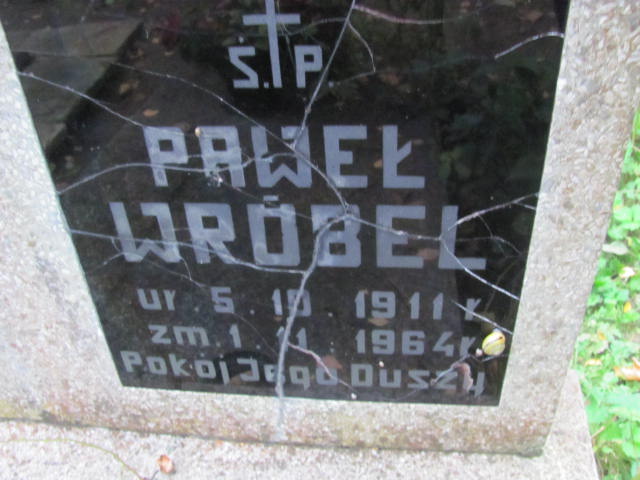 Ś. P.
PAWEŁ
WRÓBEL
ur. 5. 10. 1911 r.
zm. 1. 11. 1964 r.
Pokój Jego Duszy